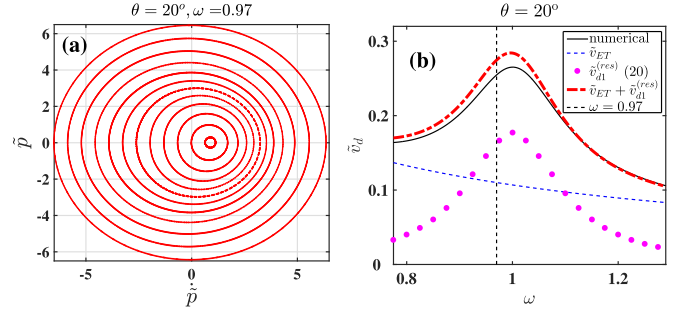 θ = 20°, ω = 0.97
(a)
p̃
6
4
2
0
-2
-4
-6
-5
0
5
p̃̇
θ = 20°
(b)
numerical
ṽ_ET
ṽ_d1^(res) (20)
ṽ_ET + ṽ_d1^(res)
ω = 0.97
ṽ_d
0.3
0.2
0.1
0
0.8
1
1.2
ω